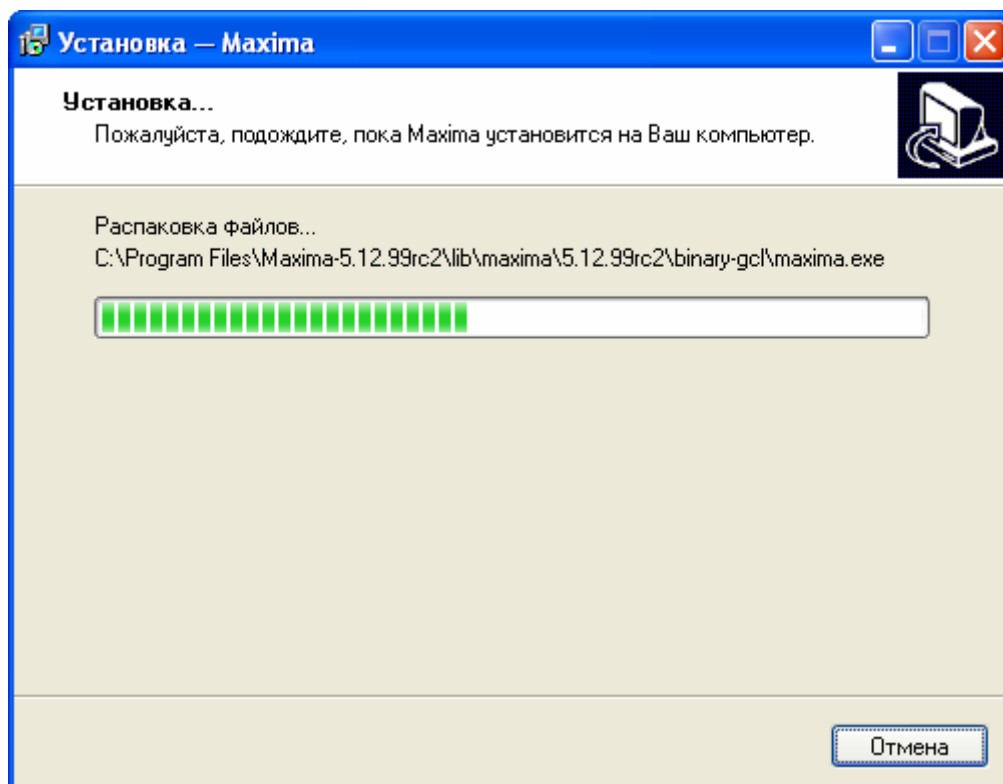 Установка — Maxima
Установка...
Пожалуйста, подождите, пока Maxima установится на Ваш компьютер.
Распаковка файлов...
C:\Program Files\Maxima-5.12.99rc2\lib\maxima\5.12.99rc2\binary-gcl\maxima.exe
Отмена